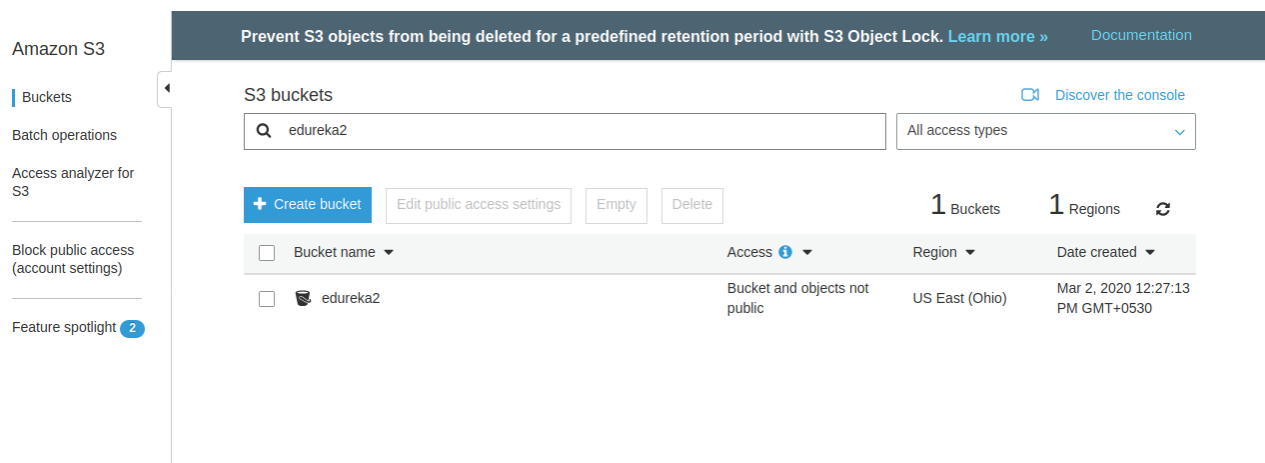 Amazon S3
Buckets
Batch operations
Access analyzer for
S3
Block public access
(account settings)
Feature spotlight 2
Prevent S3 objects from being deleted for a predefined retention period with S3 Object Lock. Learn more » Documentation
S3 buckets Discover the console
edureka2 All access types
Create bucket Edit public access settings Empty Delete 1 Buckets 1 Regions
Bucket name Access Region Date created
edureka2 Bucket and objects not public US East (Ohio) Mar 2, 2020 12:27:13 PM GMT+0530